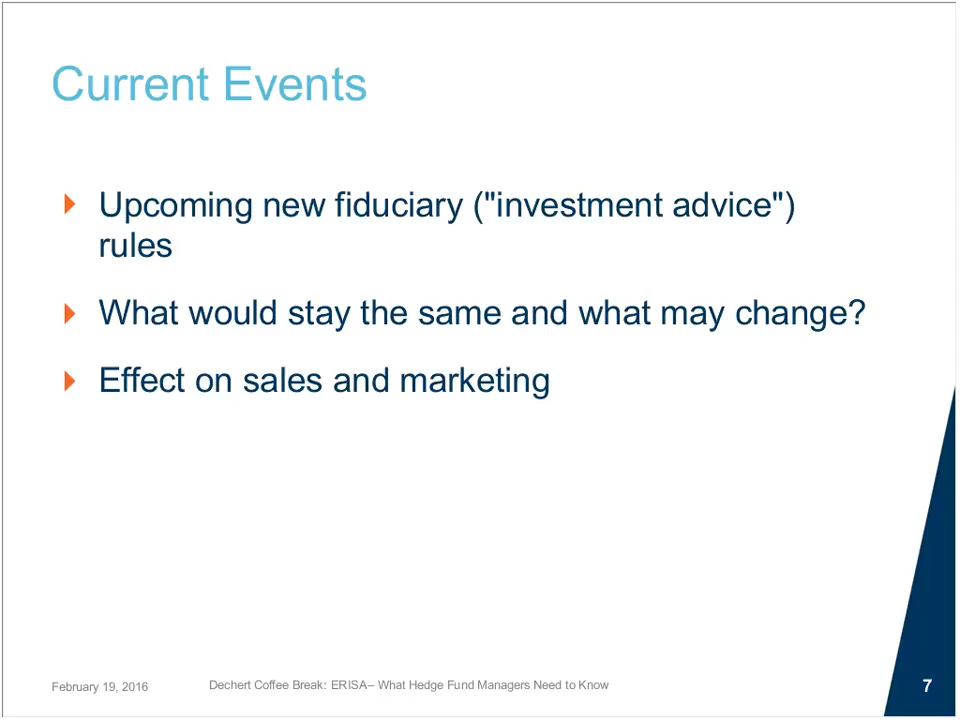 Current Events
Upcoming new fiduciary ("investment advice")
rules
What would stay the same and what may change?
Effect on sales and marketing
February 19, 2016
Dechert Coffee Break: ERISA– What Hedge Fund Managers Need to Know
7